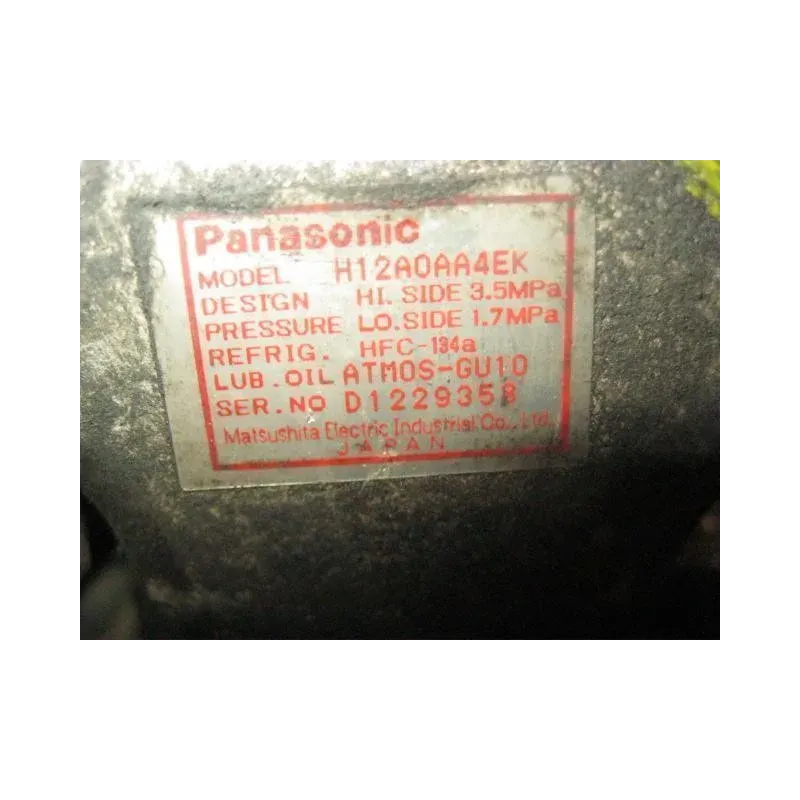 Panasonic
MODEL H12A0AA4EK
DESIGN HI. SIDE 3.5MPa
PRESSURE LO. SIDE 1.7MPa
REFRIG. HFC-134a
LUB. OIL ATMOS-GU10
SER. NO D1229358
Matsushita Electric Industrial Co., Ltd.
JAPAN